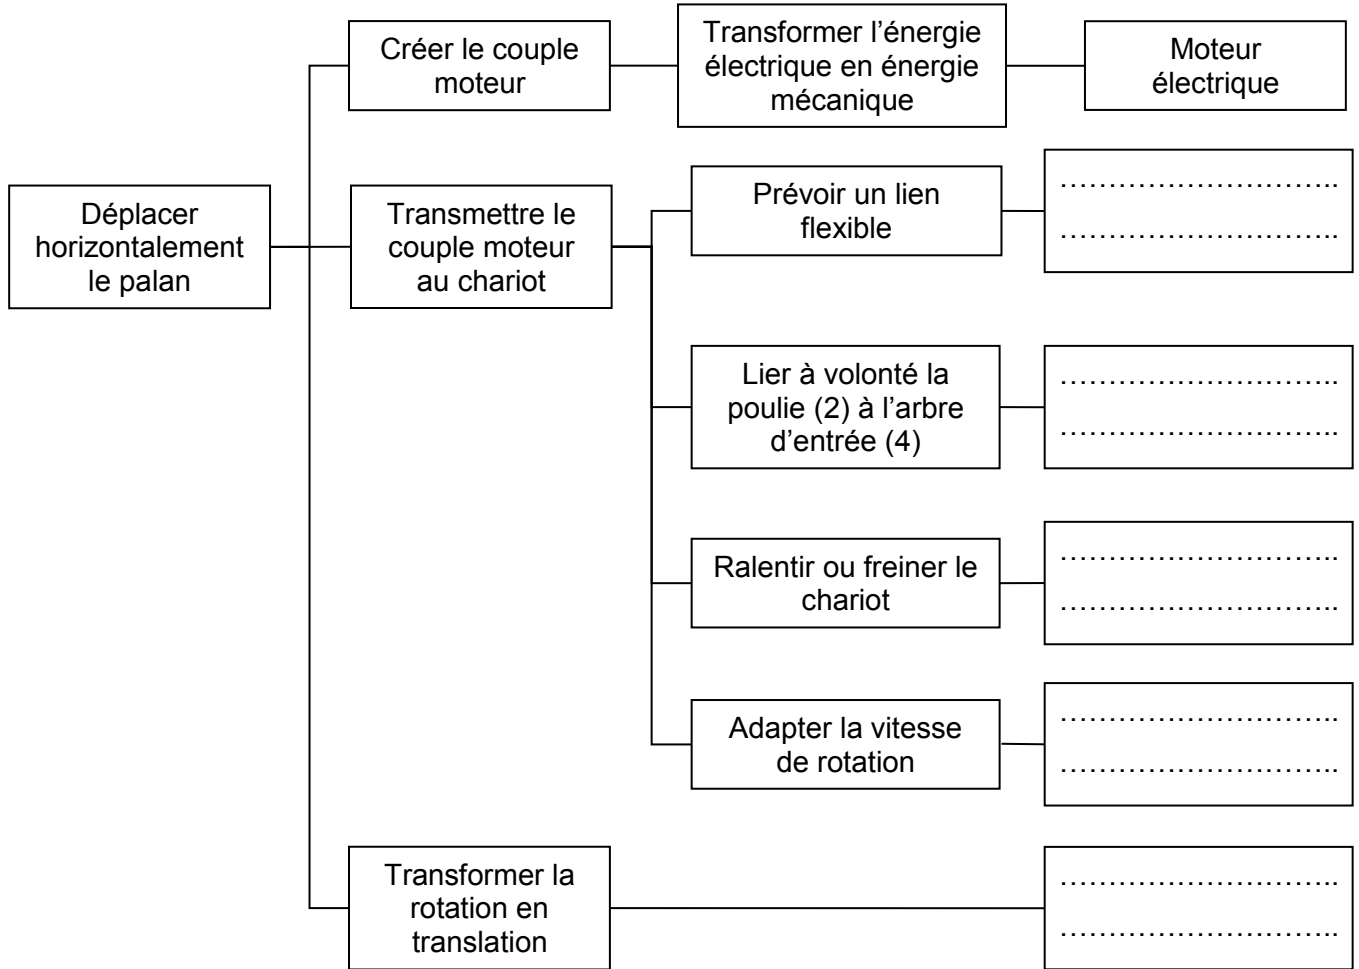 Créer le couple
moteur
Transformer l’énergie
électrique en énergie
mécanique
Moteur
électrique
Déplacer
horizontalement
le palan
Transmettre le
couple moteur
au chariot
Prévoir un lien
flexible
…………………………..
…………………………..
Lier à volonté la
poulie (2) à l’arbre
d’entrée (4)
…………………………..
…………………………..
Ralentir ou freiner le
chariot
…………………………..
…………………………..
Adapter la vitesse
de rotation
…………………………..
…………………………..
Transformer la
rotation en
translation
…………………………..
…………………………..